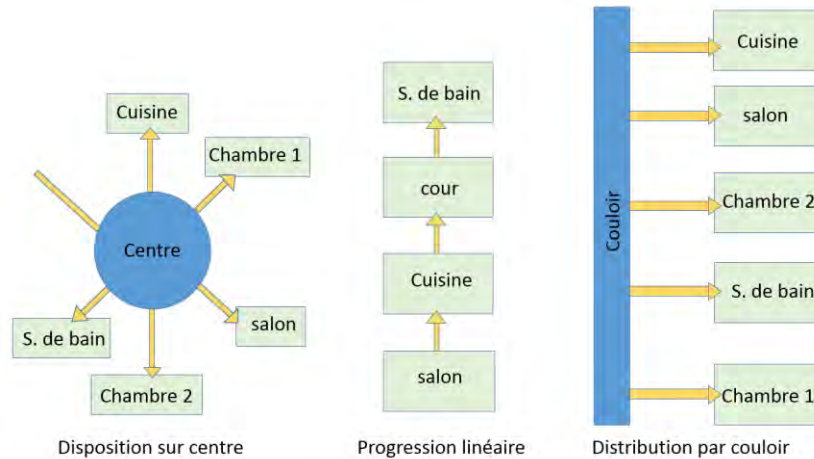 Cuisine
Chambre 1
Centre
S. de bain
salon
Chambre 2
Disposition sur centre
S. de bain
cour
Cuisine
salon
Progression linéaire
Couloir
Cuisine
salon
Chambre 2
S. de bain
Chambre 1
Distribution par couloir